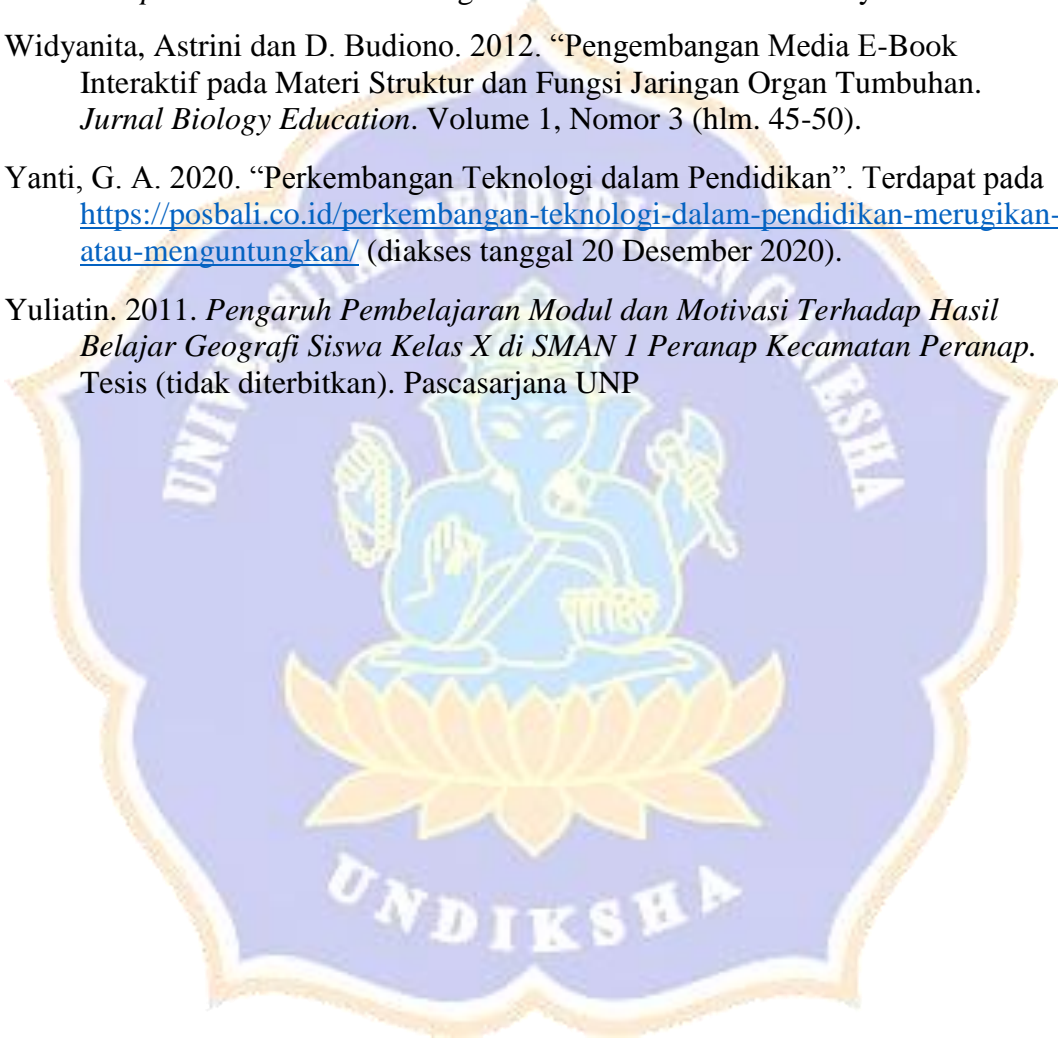 Widyanita, Astrini dan D. Budiono. 2012. “Pengembangan Media E-Book
Interaktif pada Materi Struktur dan Fungsi Jaringan Organ Tumbuhan.
Jurnal Biology Education. Volume 1, Nomor 3 (hlm. 45-50).
Yanti, G. A. 2020. “Perkembangan Teknologi dalam Pendidikan”. Terdapat pada
https://posbali.co.id/perkembangan-teknologi-dalam-pendidikan-merugikan-
atau-menguntungkan/ (diakses tanggal 20 Desember 2020).
Yuliatin. 2011. Pengaruh Pembelajaran Modul dan Motivasi Terhadap Hasil
Belajar Geografi Siswa Kelas X di SMAN 1 Peranap Kecamatan Peranap.
Tesis (tidak diterbitkan). Pascasarjana UNP
UNIVERSITAS PENDIDIKAN GANESHA
UNDIKSHA